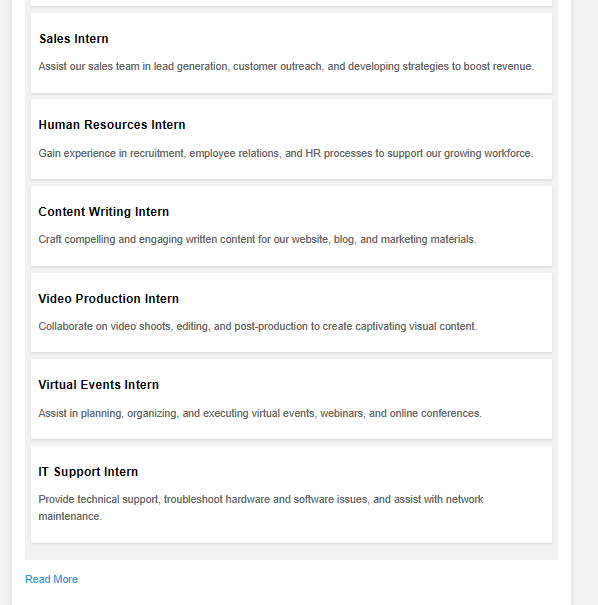 Sales Intern
Assist our sales team in lead generation, customer outreach, and developing strategies to boost revenue.
Human Resources Intern
Gain experience in recruitment, employee relations, and HR processes to support our growing workforce.
Content Writing Intern
Craft compelling and engaging written content for our website, blog, and marketing materials.
Video Production Intern
Collaborate on video shoots, editing, and post-production to create captivating visual content.
Virtual Events Intern
Assist in planning, organizing, and executing virtual events, webinars, and online conferences.
IT Support Intern
Provide technical support, troubleshoot hardware and software issues, and assist with network
maintenance.
Read More